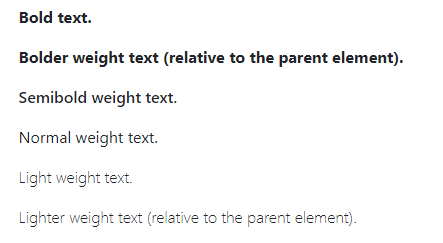 Bold text.
Bolder weight text (relative to the parent element).
Semibold weight text.
Normal weight text.
Light weight text.
Lighter weight text (relative to the parent element).